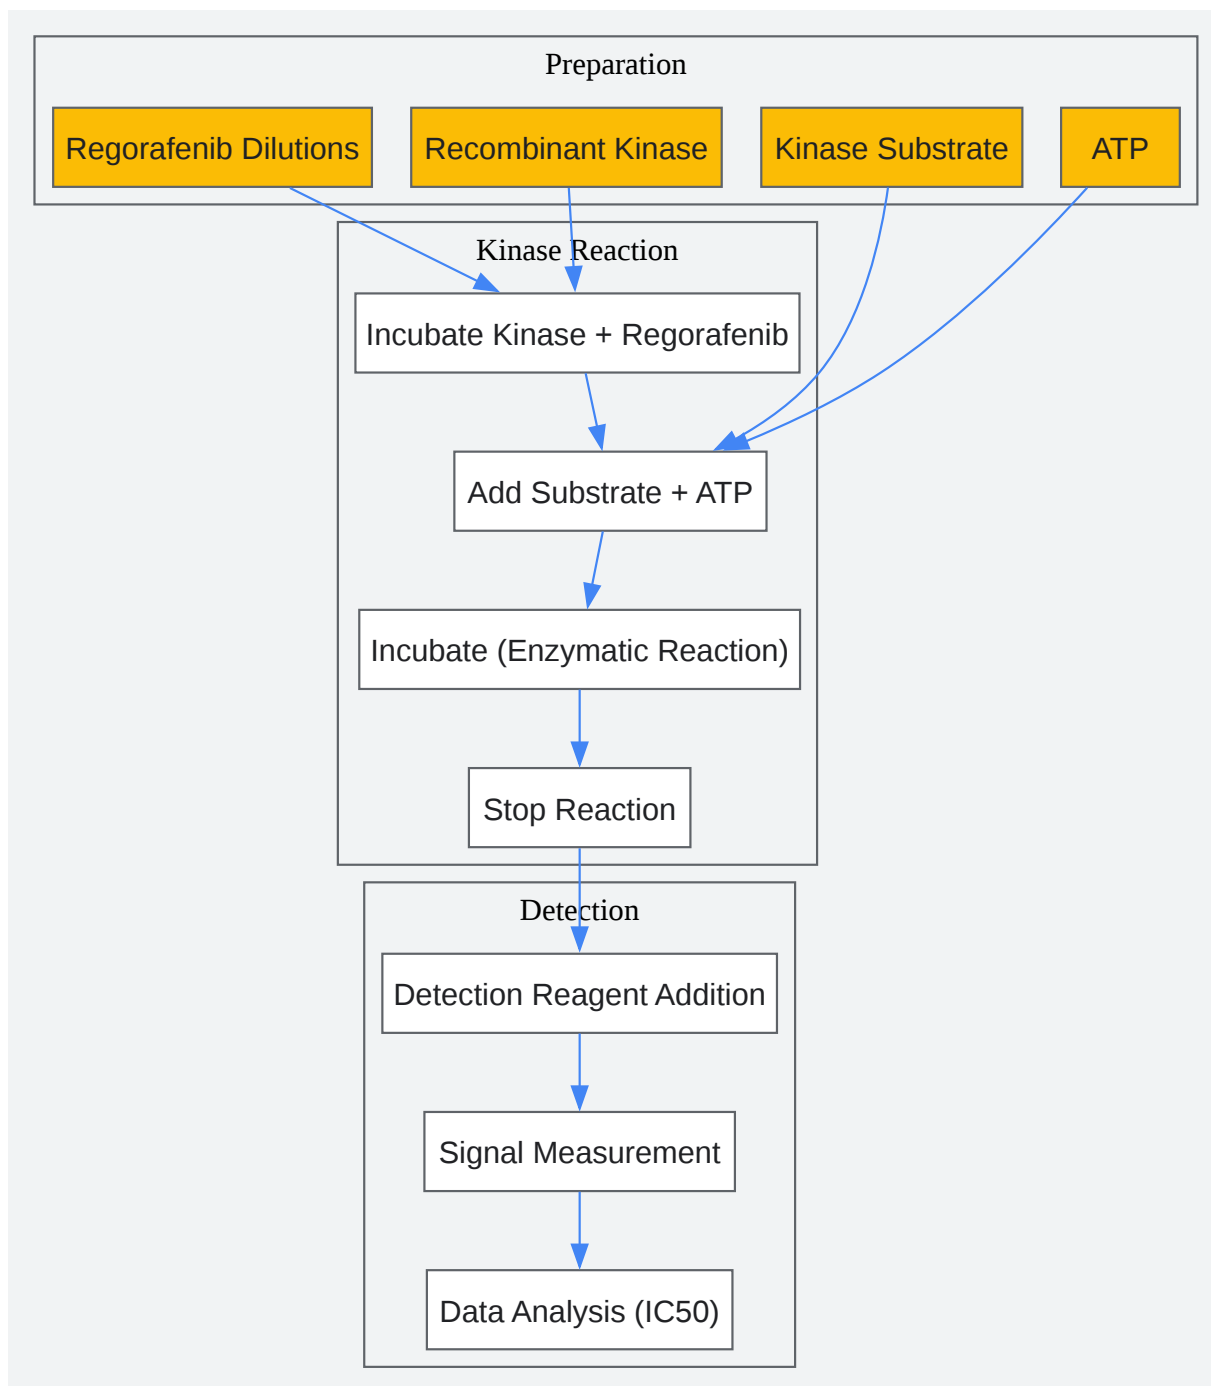 Preparation
Regorafenib Dilutions
Recombinant Kinase
Kinase Substrate
ATP
Kinase Reaction
Incubate Kinase + Regorafenib
Add Substrate + ATP
Incubate (Enzymatic Reaction)
Stop Reaction
Detection
Detection Reagent Addition
Signal Measurement
Data Analysis (IC50)